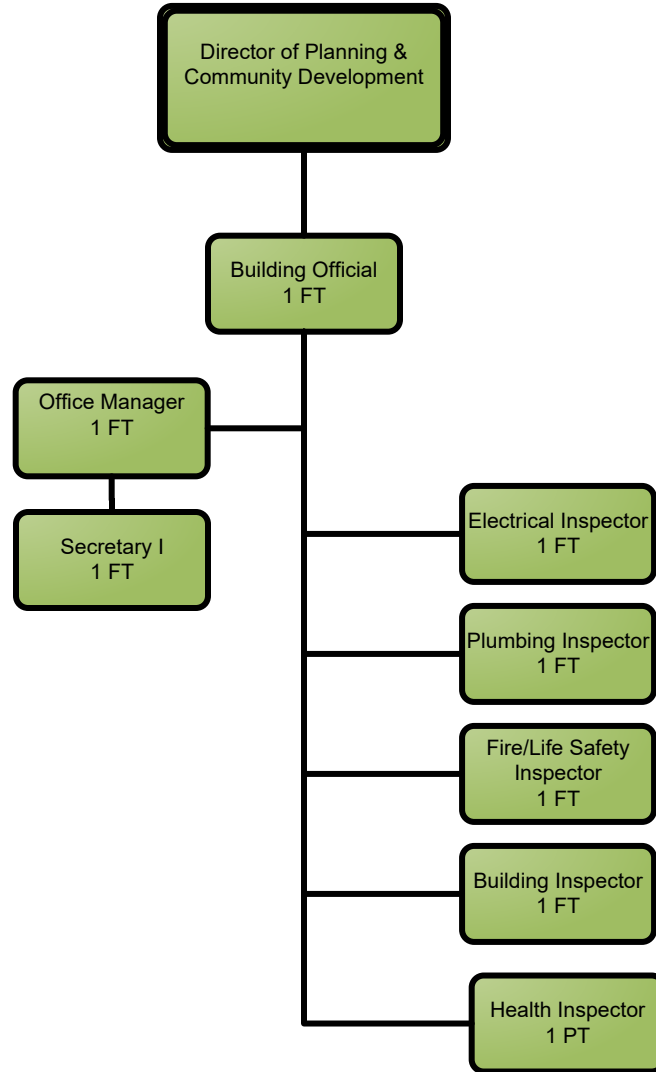 Director of Planning &
Community Development
Building Official
1 FT
Office Manager
1 FT
Secretary I
1 FT
Electrical Inspector
1 FT
Plumbing Inspector
1 FT
Fire/Life Safety
Inspector
1 FT
Building Inspector
1 FT
Health Inspector
1 PT